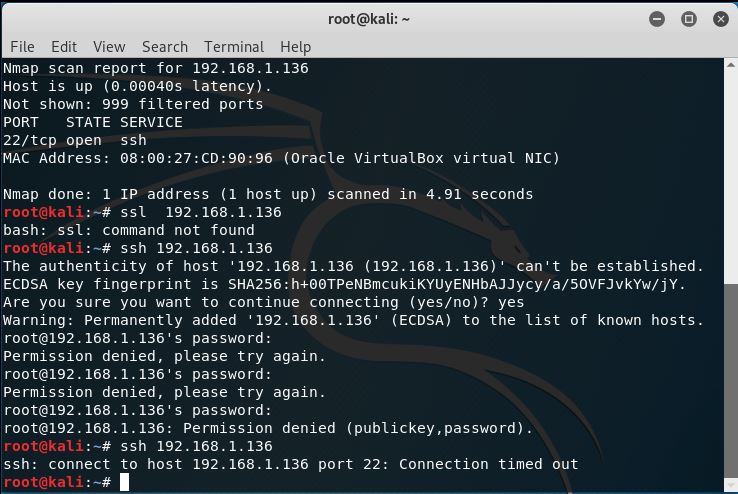 root@kali: ~
File Edit View Search Terminal Help
Nmap scan report for 192.168.1.136
Host is up (0.00040s latency).
Not shown: 999 filtered ports
PORT   STATE SERVICE
22/tcp open  ssh
MAC Address: 08:00:27:CD:90:96 (Oracle VirtualBox virtual NIC)
Nmap done: 1 IP address (1 host up) scanned in 4.91 seconds
root@kali:~# ssl  192.168.1.136
bash: ssl: command not found
root@kali:~# ssh 192.168.1.136
The authenticity of host '192.168.1.136 (192.168.1.136)' can't be established.
ECDSA key fingerprint is SHA256:h+00TPeNBmcukiKYUyENHbAJJycy/a/5OVFJvkYw/jY.
Are you sure you want to continue connecting (yes/no)? yes
Warning: Permanently added '192.168.1.136' (ECDSA) to the list of known hosts.
root@192.168.1.136's password:
Permission denied, please try again.
root@192.168.1.136's password:
Permission denied, please try again.
root@192.168.1.136's password:
root@192.168.1.136: Permission denied (publickey,password).
root@kali:~# ssh 192.168.1.136
ssh: connect to host 192.168.1.136 port 22: Connection timed out
root@kali:~#